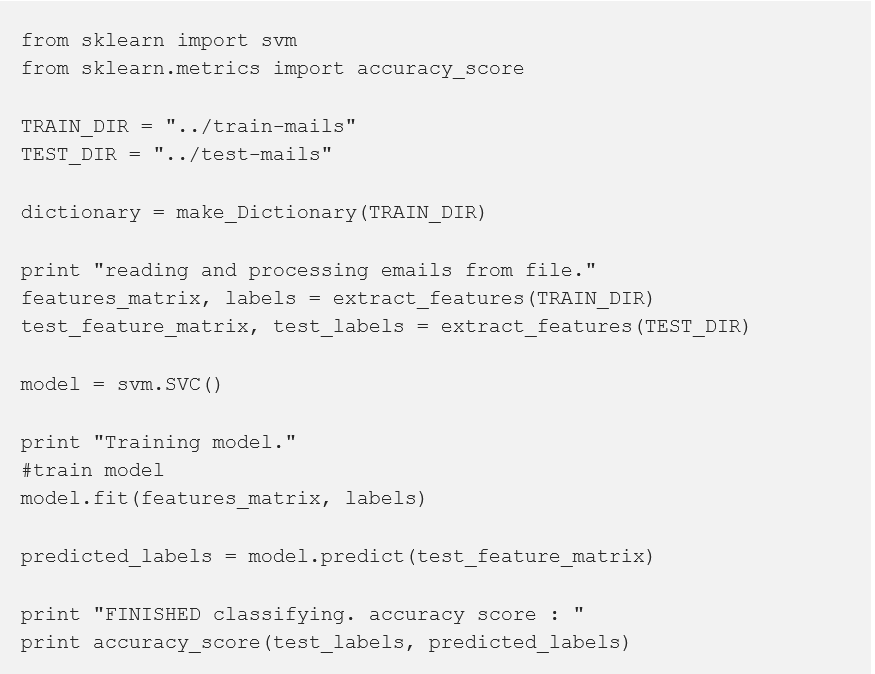 from sklearn import svm
from sklearn.metrics import accuracy_score
TRAIN_DIR = "../train-mails"
TEST_DIR = "../test-mails"
dictionary = make_Dictionary(TRAIN_DIR)
print "reading and processing emails from file."
features_matrix, labels = extract_features(TRAIN_DIR)
test_feature_matrix, test_labels = extract_features(TEST_DIR)
model = svm.SVC()
print "Training model."
#train model
model.fit(features_matrix, labels)
predicted_labels = model.predict(test_feature_matrix)
print "FINISHED classifying. accuracy score : "
print accuracy_score(test_labels, predicted_labels)